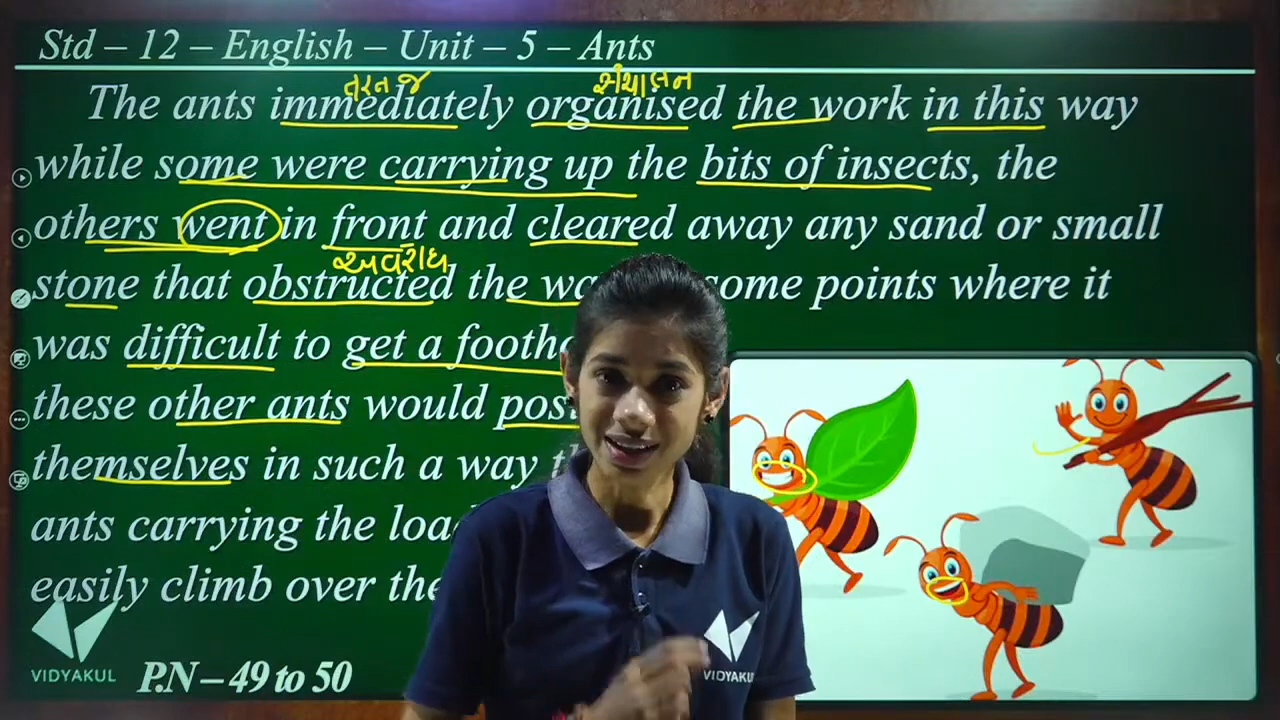 Std – 12 – English – Unit – 5 – Ants
તરત જ સંચાલન
The ants immediately organised the work in this way
while some were carrying up the bits of insects, the
others went in front and cleared away any sand or small
અવરોધ
stone that obstructed the some points where it
was difficult to get a
these other ants would
themselves in such a way
ants carrying the
easily climb over the
VIDYAKUL
P.N – 49 to 50
VIDYAKUL